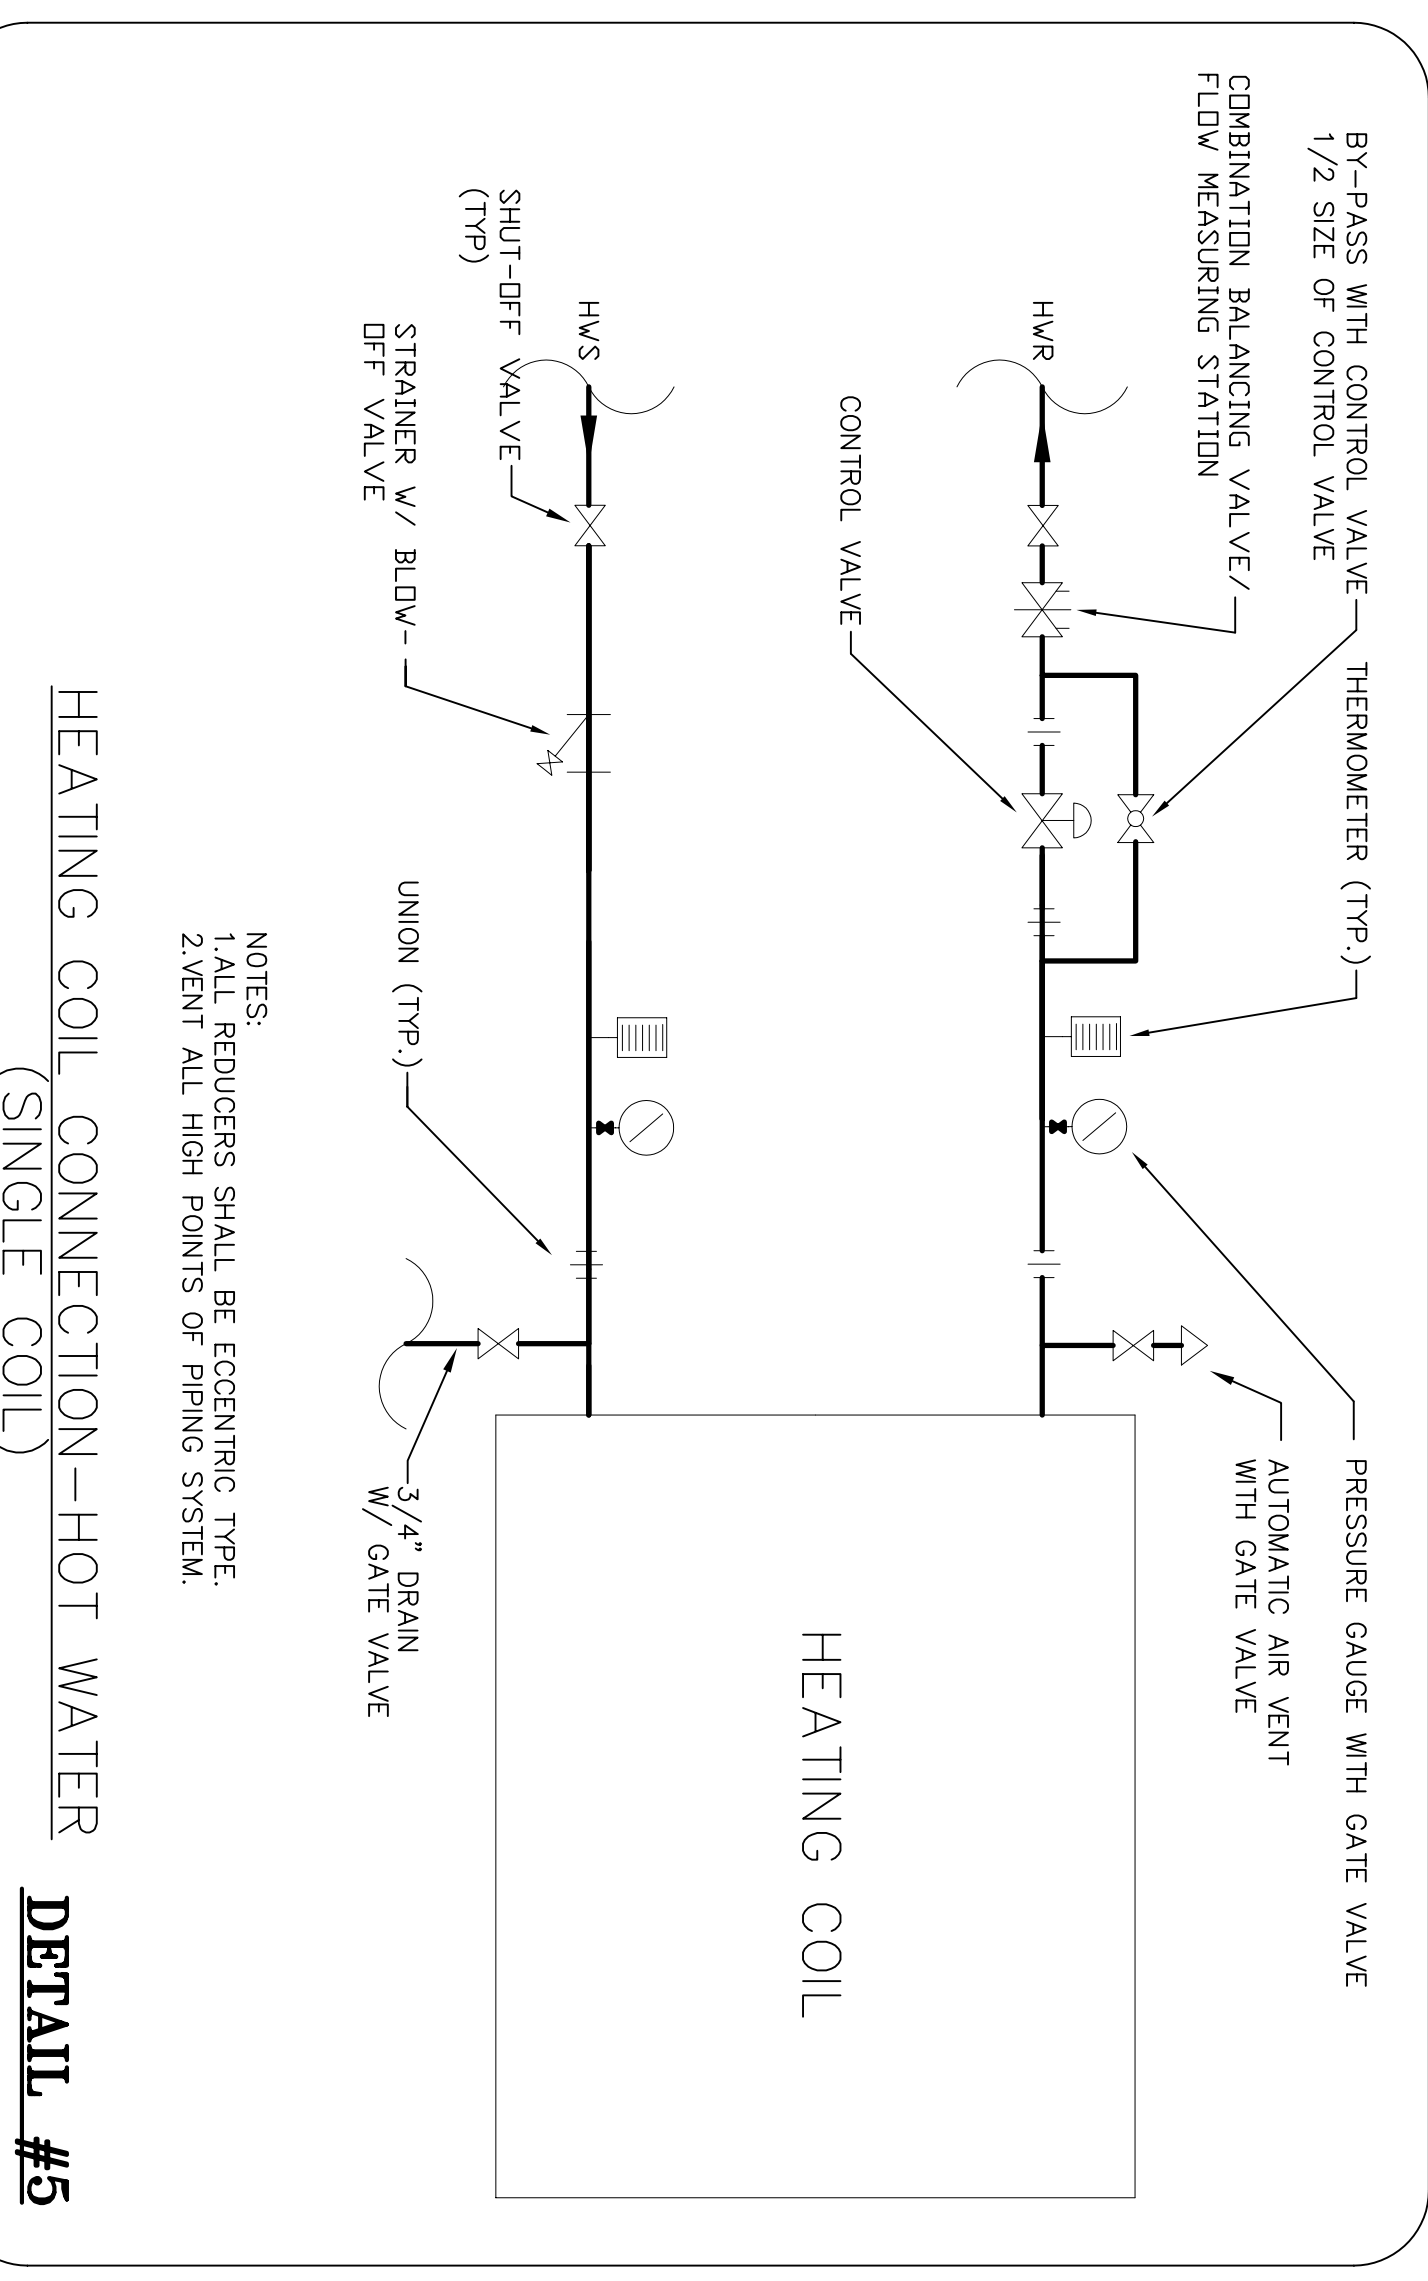 BY-PASS WITH CONTROL VALVE
1/2 SIZE OF CONTROL VALVE
THERMOMETER (TYP.)
PRESSURE GAUGE WITH GATE VALVE
COMBINATION BALANCING VALVE/
FLOW MEASURING STATION
AUTOMATIC AIR VENT
WITH GATE VALVE
HWR
CONTROL VALVE
HEATING COIL
HWS
SHUT-OFF VALVE
(TYP)
STRAINER W/ BLOW-
OFF VALVE
UNION (TYP.)
3/4" DRAIN
W/ GATE VALVE
NOTES:
1.ALL REDUCERS SHALL BE ECCENTRIC TYPE.
2.VENT ALL HIGH POINTS OF PIPING SYSTEM.
HEATING COIL CONNECTION-HOT WATER
(SINGLE COIL)
DETAIL #5